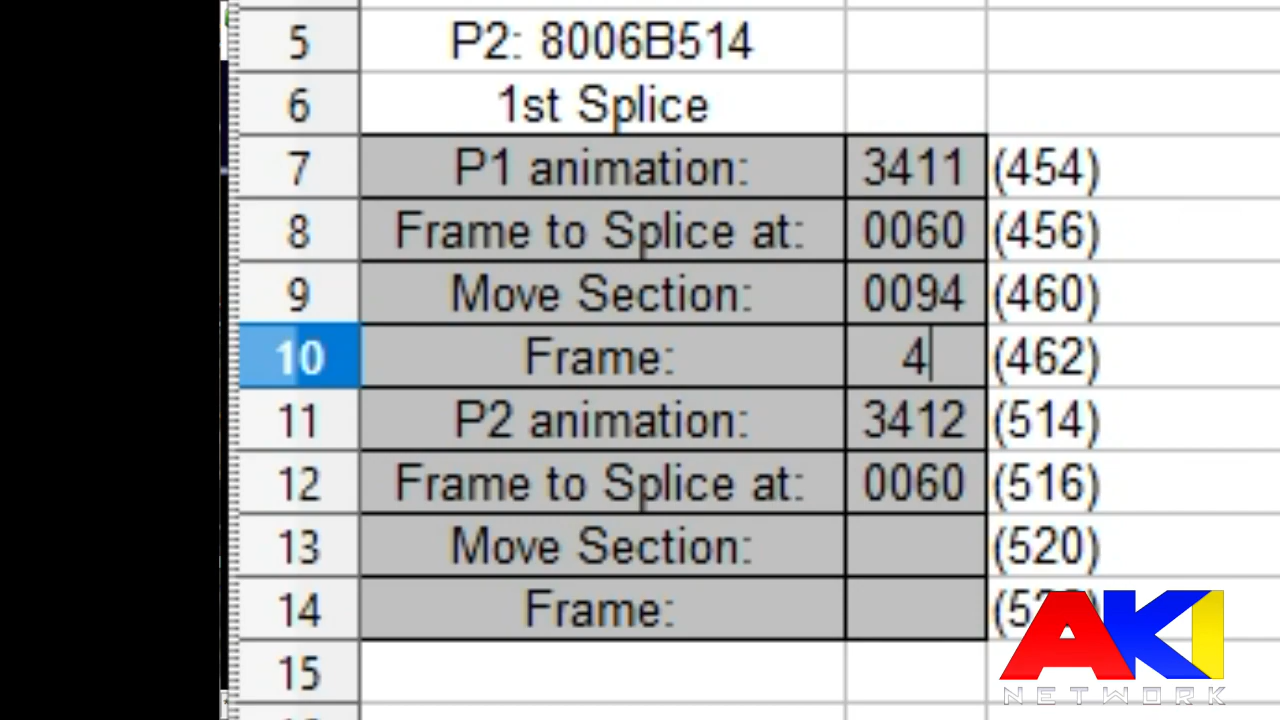 5 P2: 8006B514
6 1st Splice
7 P1 animation: 3411 (454)
8 Frame to Splice at: 0060 (456)
9 Move Section: 0094 (460)
10 Frame: 4 (462)
11 P2 animation: 3412 (514)
12 Frame to Splice at: 0060 (516)
13 Move Section: (520)
14 Frame:
15
AKI
NETWORK